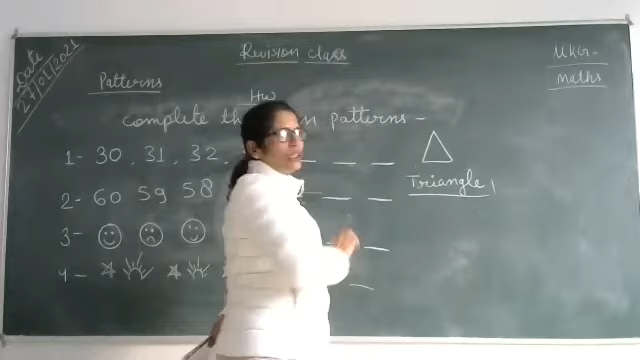 Date
27/01/2021
Revision class
UKG-
Maths
Patterns
HW
complete th n patterns -
1- 30, 31, 32,
2- 60 59 58
3-
4-
Triangle